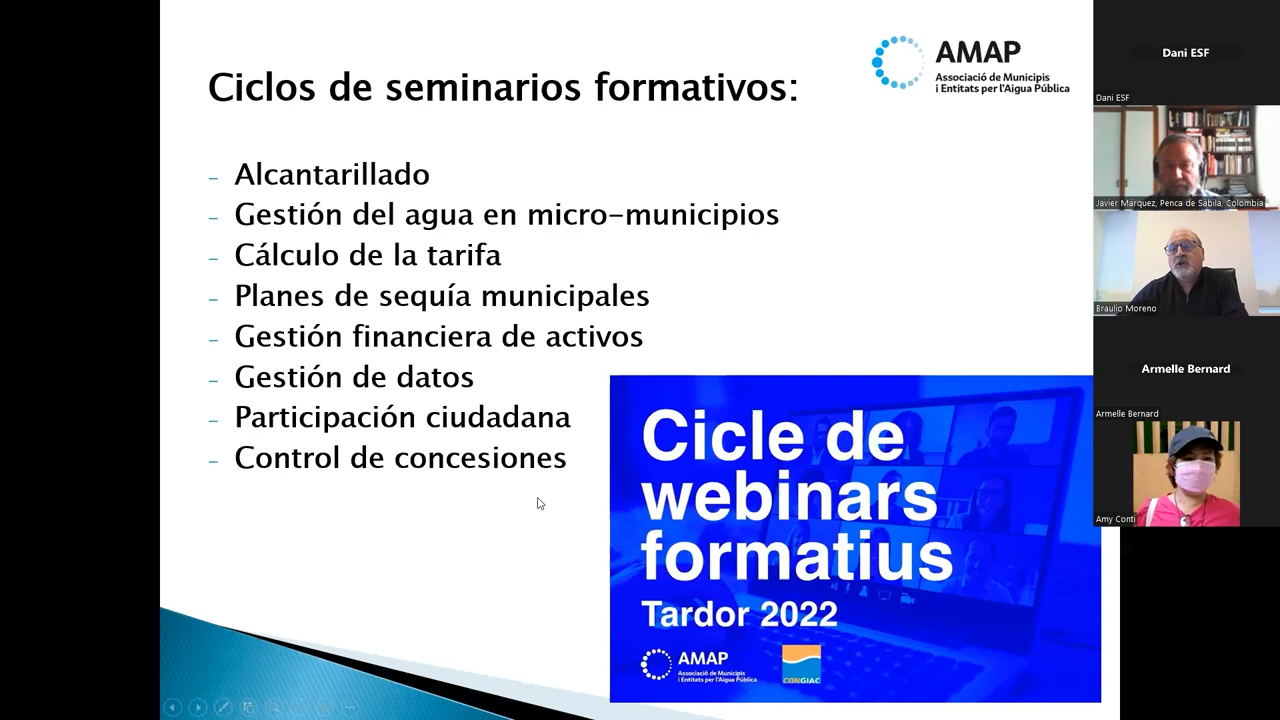 Ciclos de seminarios formativos:
AMAP
Associació de Municipis
i Entitats per l'Aigua Pública
- Alcantarillado
- Gestión del agua en micro-municipios
- Cálculo de la tarifa
- Planes de sequía municipales
- Gestión financiera de activos
- Gestión de datos
- Participación ciudadana
- Control de concesiones
Cicle de
webinars
formatius
Tardor 2022
AMAP
Associació de Municipis
i Entitats per l'Aigua Pública
CONGIAC
Dani ESF
Dani ESF
Javier Márquez, Penca de Sábila, Colombia
Braulio Moreno
Armelle Bernard
Armelle Bernard
Amy Conti